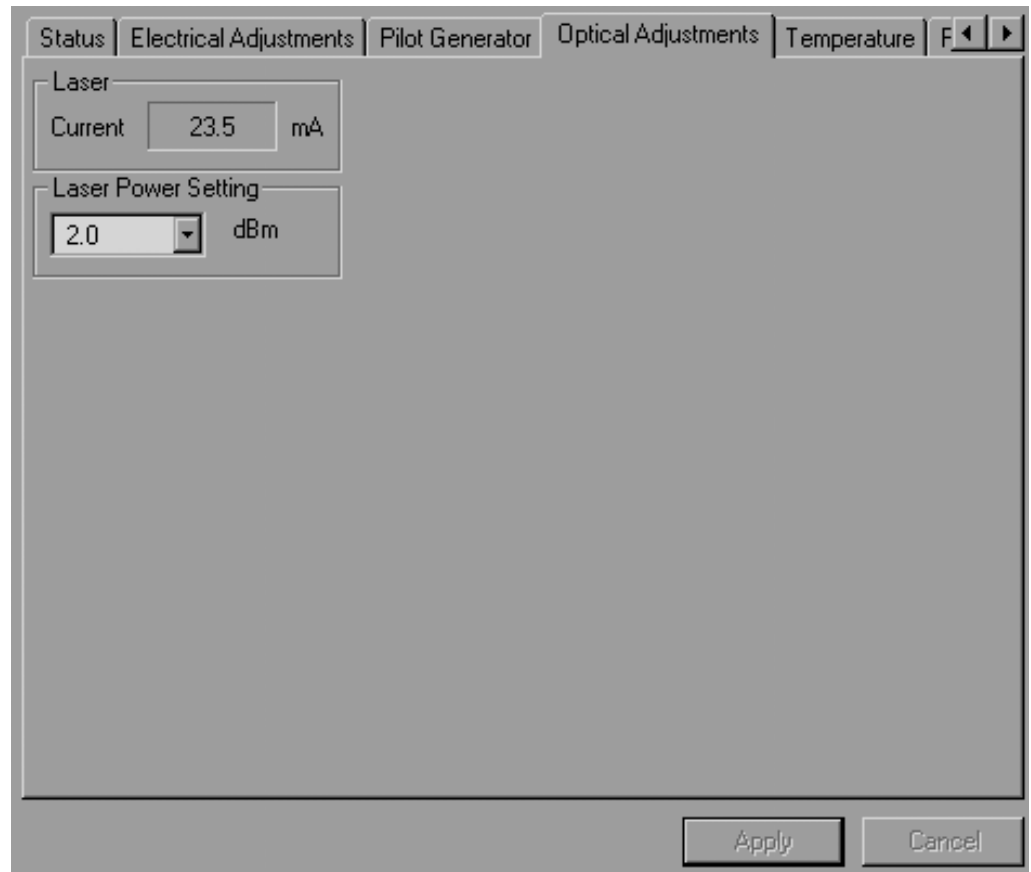 Status Electrical Adjustments Pilot Generator Optical Adjustments Temperature
Laser
Current 23.5 mA
Laser Power Setting
2.0 dBm
Apply Cancel